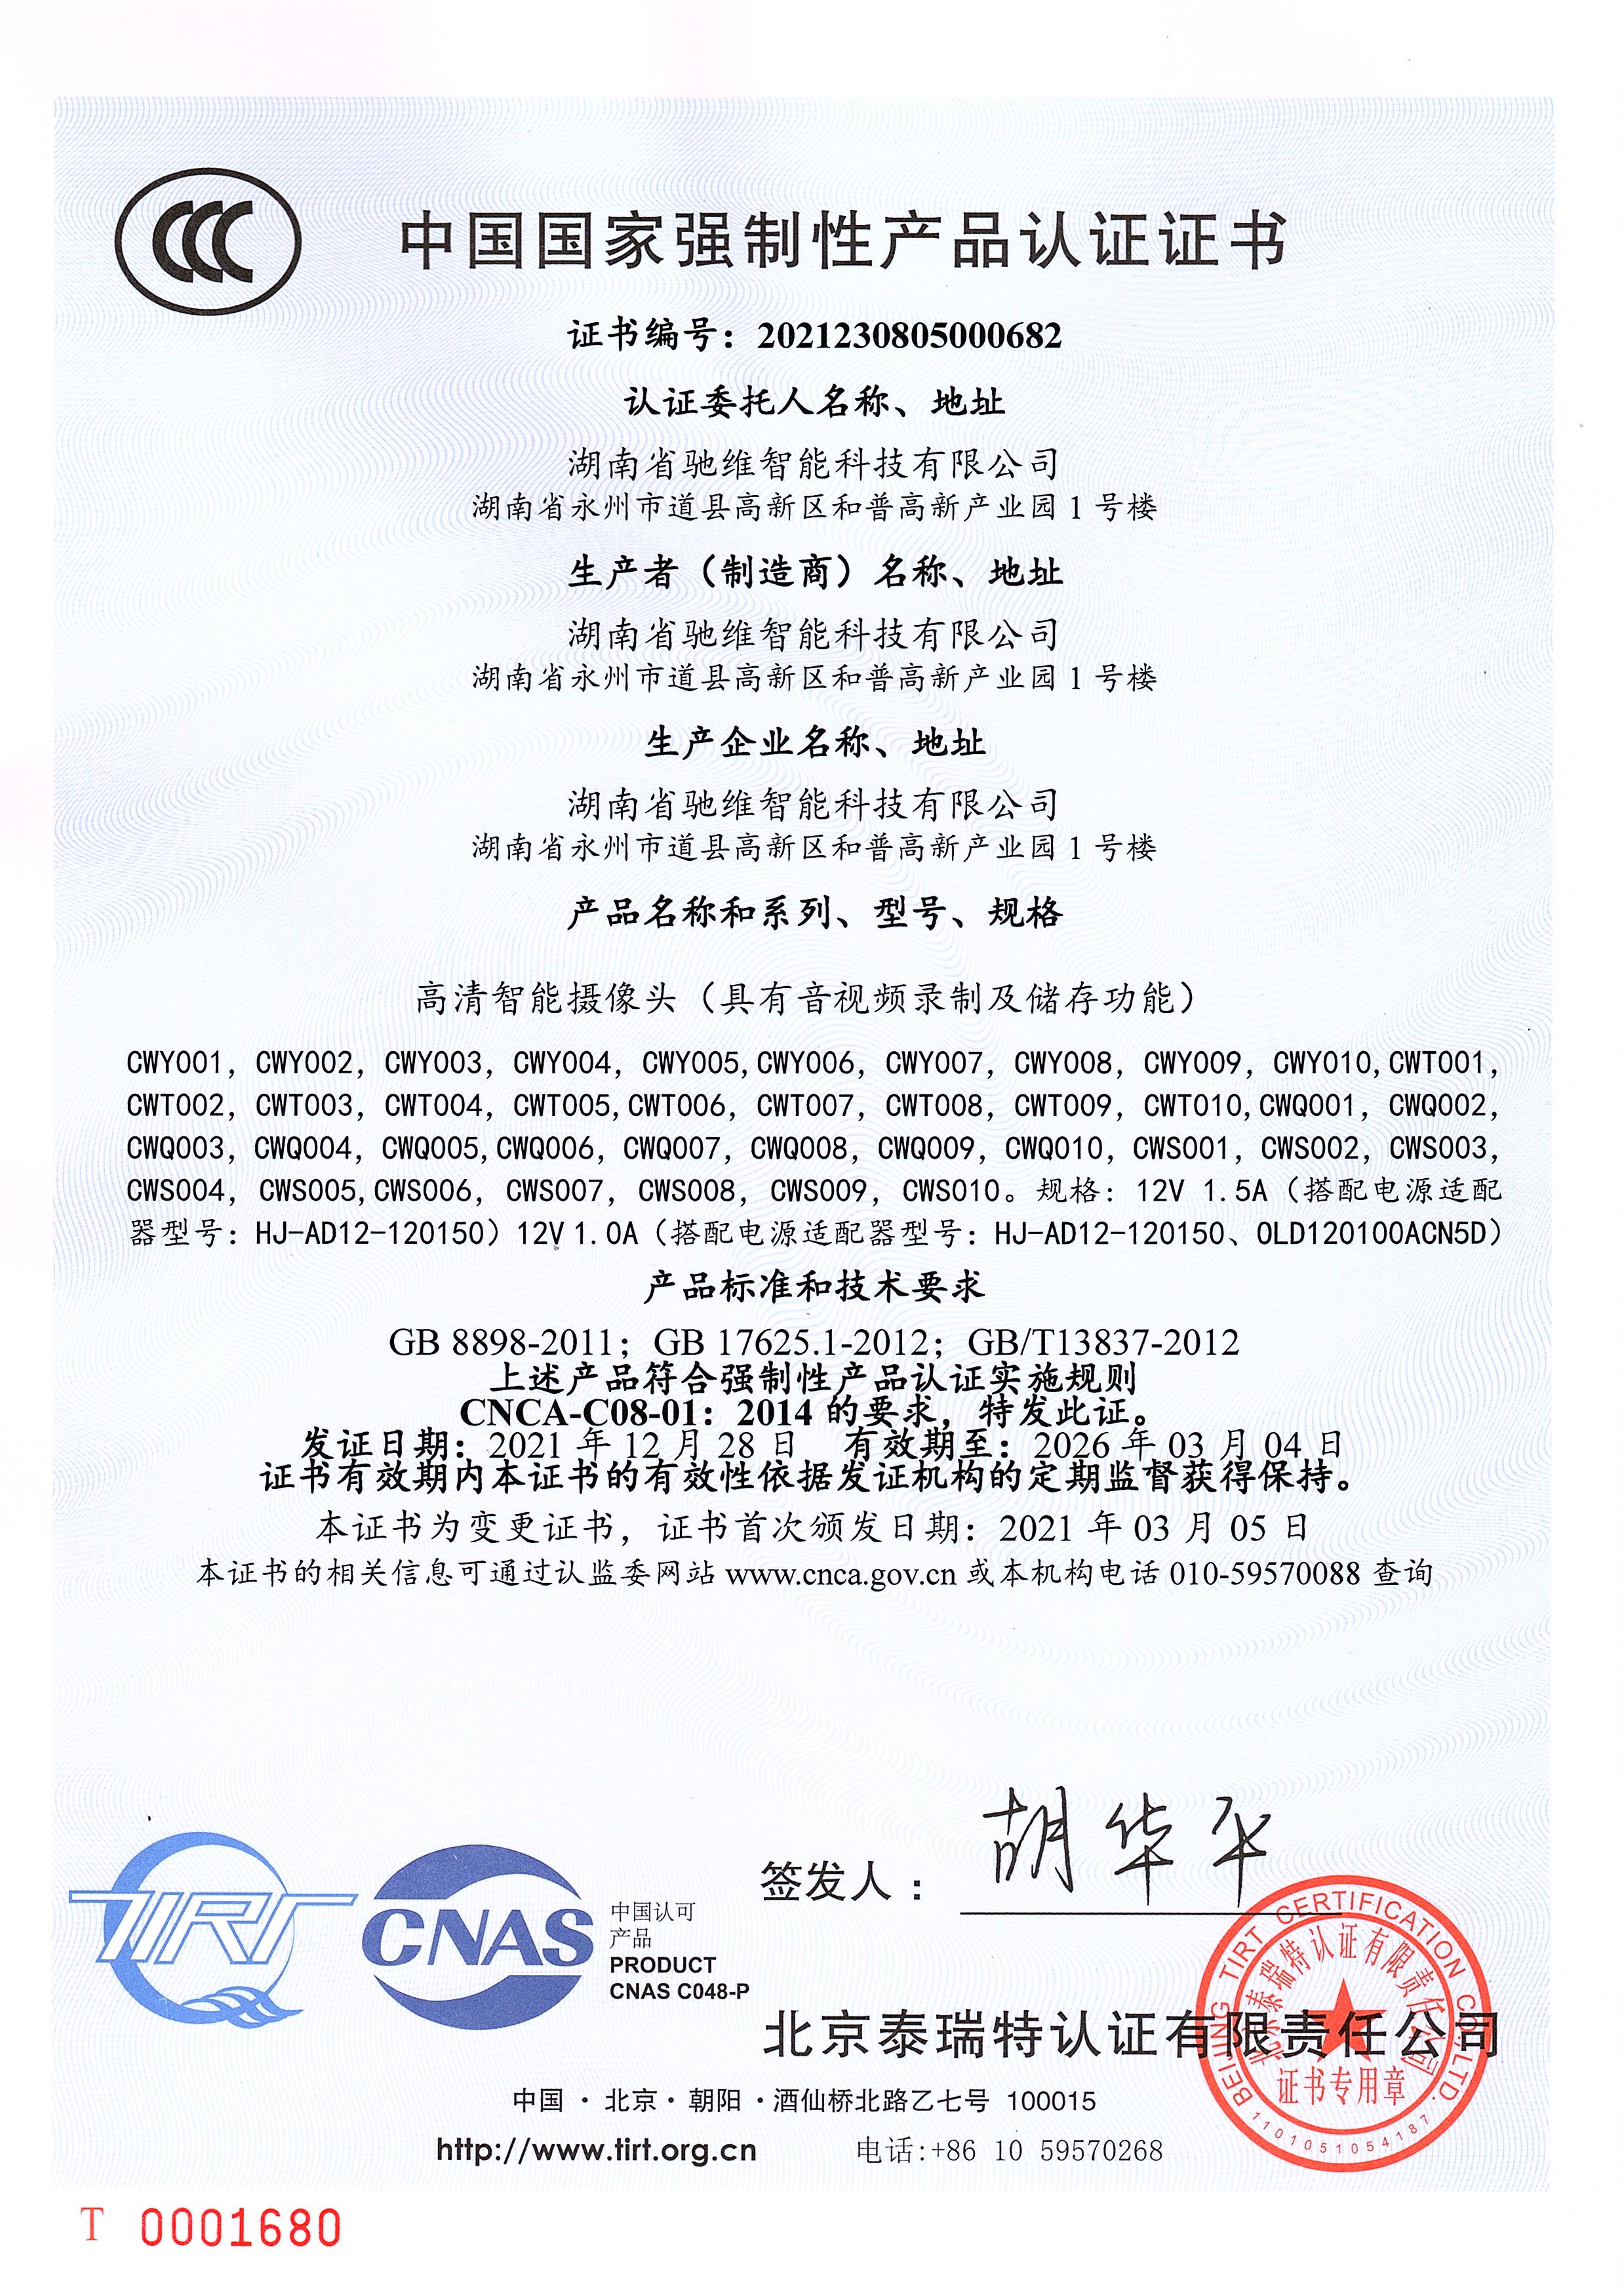 CCC
中国国家强制性产品认证证书
证书编号：2021230805000682
认证委托人名称、地址
湖南省驰维智能科技有限公司
湖南省永州市道县高新区和普高新产业园 1 号楼
生产者（制造商）名称、地址
湖南省驰维智能科技有限公司
湖南省永州市道县高新区和普高新产业园 1 号楼
生产企业名称、地址
湖南省驰维智能科技有限公司
湖南省永州市道县高新区和普高新产业园 1 号楼
产品名称和系列、型号、规格
高清智能摄像头（具有音视频录制及储存功能）
CWY001, CWY002, CWY003, CWY004, CWY005,CWY006, CWY007, CWY008, CWY009, CWY010,CWT001,
CWT002, CWT003, CWT004, CWT005,CWT006, CWT007, CWT008, CWT009, CWT010,CWQ001, CWQ002,
CWQ003, CWQ004, CWQ005,CWQ006, CWQ007, CWQ008, CWQ009, CWQ010, CWS001, CWS002, CWS003,
CWS004, CWS005,CWS006, CWS007, CWS008, CWS009, CWS010。规格: 12V 1.5A（搭配电源适配
器型号: HJ-AD12-120150）12V 1.0A（搭配电源适配器型号: HJ-AD12-120150、OLD120100ACN5D）
产品标准和技术要求
GB 8898-2011；GB 17625.1-2012；GB/T13837-2012
上述产品符合强制性产品认证实施规则
CNCA-C08-01：2014 的要求，特发此证。
发证日期：2021 年 12 月 28 日 有效期至：2026 年 03 月 04 日
证书有效期内本证书的有效性依据发证机构的定期监督获得保持。
本证书为变更证书，证书首次颁发日期：2021 年 03 月 05 日
本证书的相关信息可通过认监委网站 www.cnca.gov.cn 或本机构电话 010-59570088 查询
TIRT
CNAS
中国认可
产品
PRODUCT
CNAS C048-P
签发人：胡华平
北京泰瑞特认证有限责任公司
BEIJING TIRT CERTIFICATION CO.,LTD.
北京泰瑞特认证有限责任公司
证书专用章
1101051054187
中国 · 北京 · 朝阳 · 酒仙桥北路乙七号 100015
http://www.tirt.org.cn 电话:+86 10 59570268
T 0001680